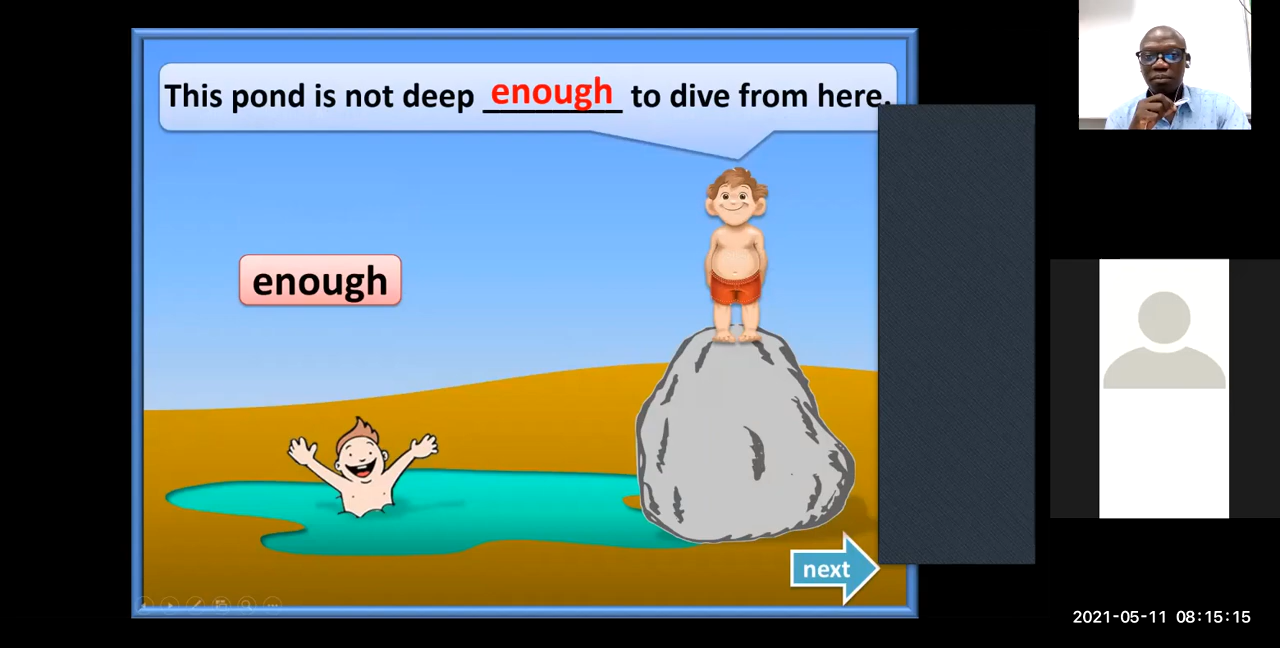 This pond is not deep enough to dive from here.
enough
next
2021-05-11 08:15:15